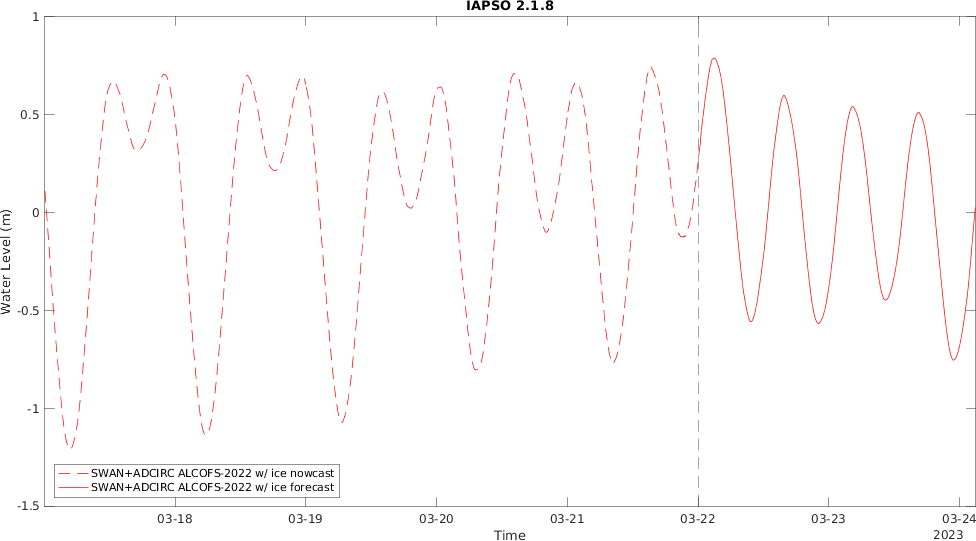 IAPSO 2.1.8
1
0.5
0
-0.5
-1
-1.5
Water Level (m)
SWAN+ADCIRC ALCOFS-2022 w/ ice nowcast
SWAN+ADCIRC ALCOFS-2022 w/ ice forecast
03-18 03-19 03-20 03-21 03-22 03-23 03-24
Time
2023